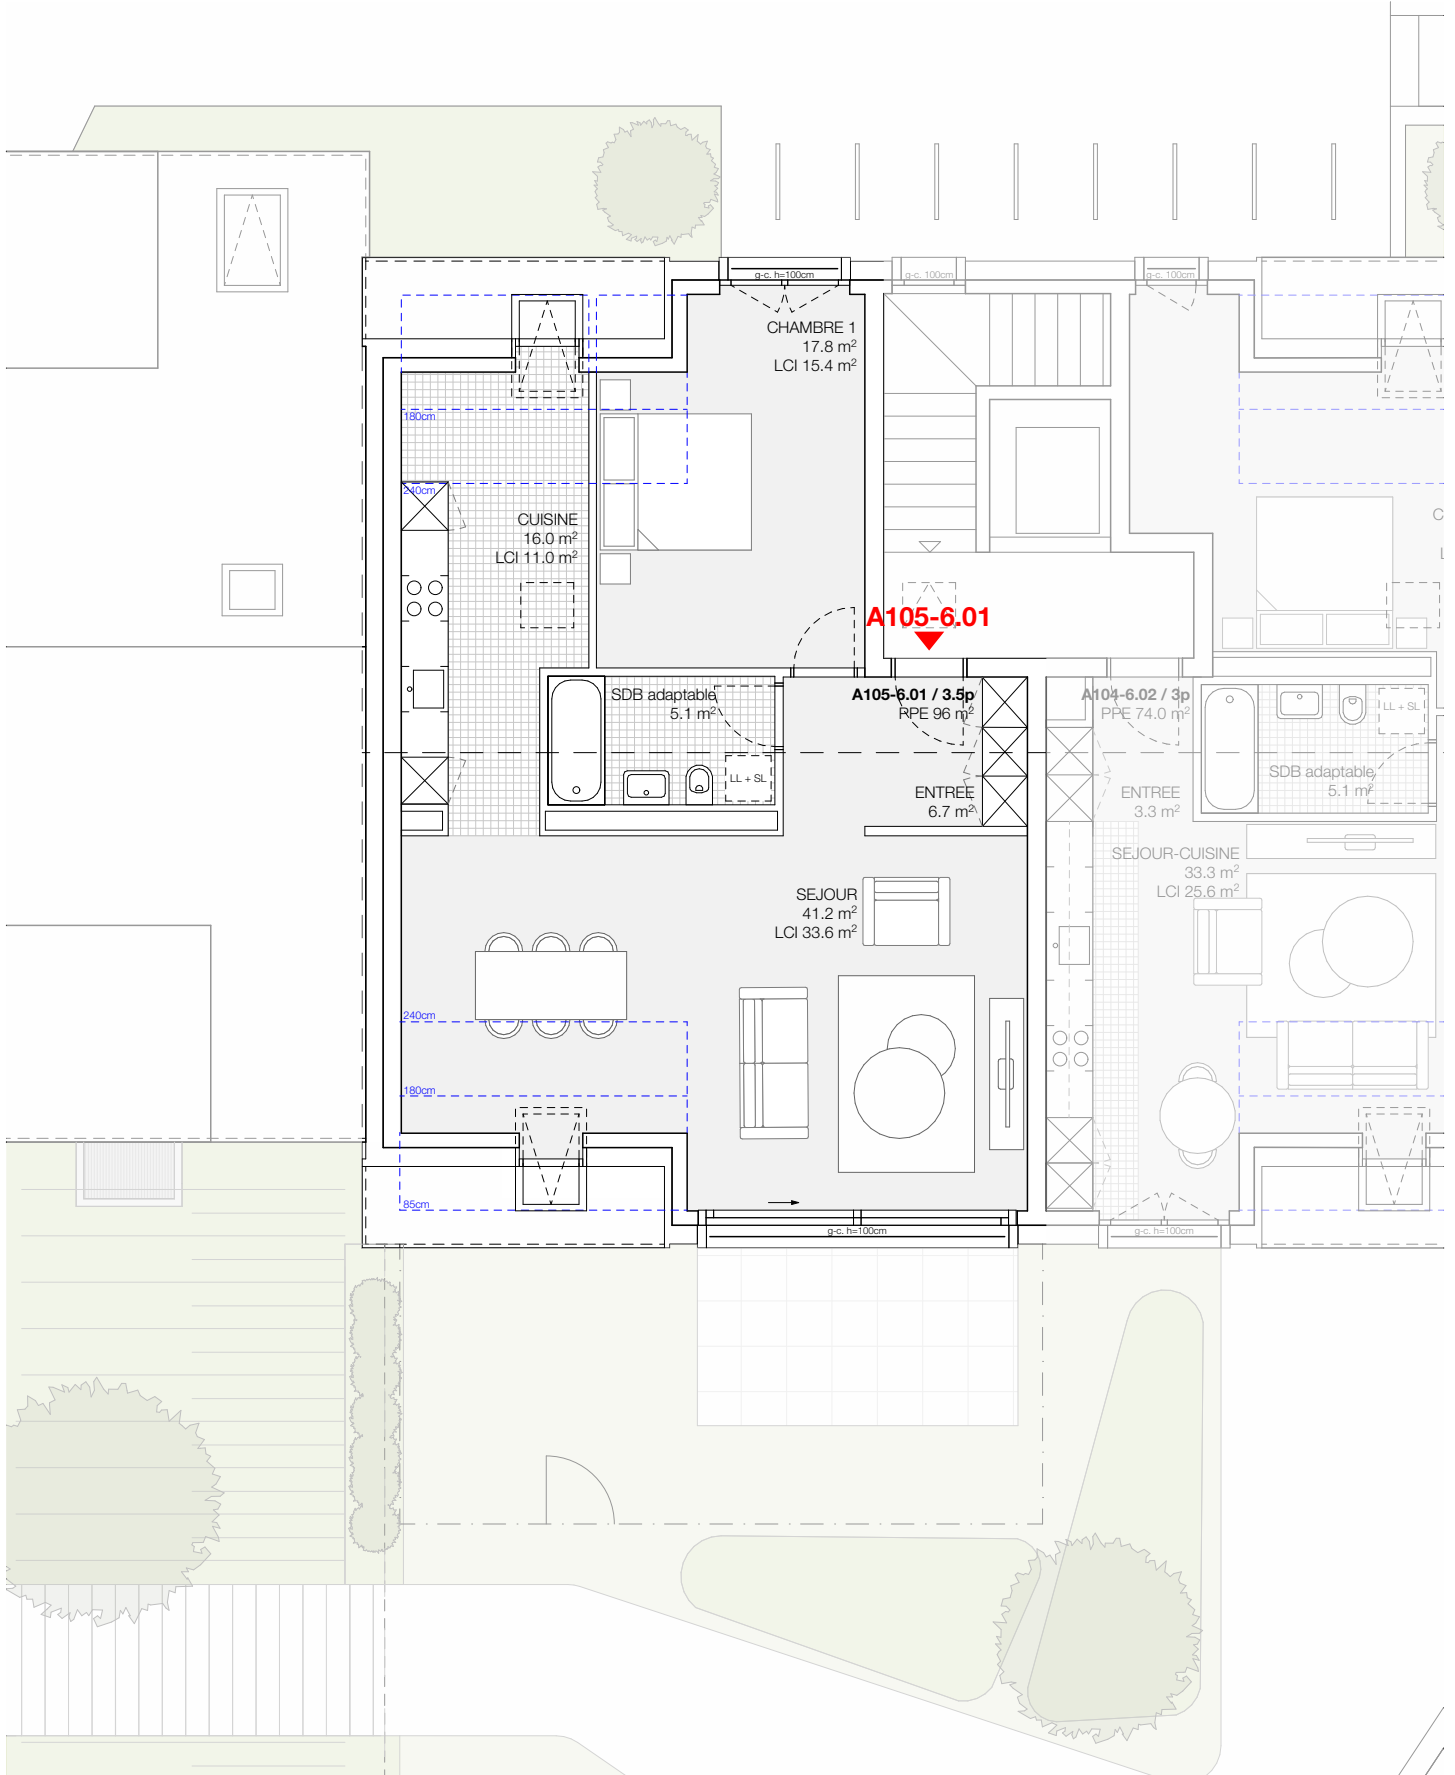 g-c. h=100cm
g-c. 100cm
g-c. 100cm
CHAMBRE 1
17.8 m²
LCI 15.4 m²
180cm
240cm
CUISINE
16.0 m²
LCI 11.0 m²
C
L
A105-6.01
SDB adaptable
5.1 m²
LL + SL
A105-6.01 / 3.5p
PPE 96 m²
ENTREE
6.7 m²
A104-6.02 / 3p
PPE 74.0 m²
LL + SL
SDB adaptable
5.1 m²
ENTREE
3.3 m²
SEJOUR-CUISINE
33.3 m²
LCI 25.6 m²
SEJOUR
41.2 m²
LCI 33.6 m²
240cm
180cm
85cm
g-c. h=100cm
g-c. h=100cm